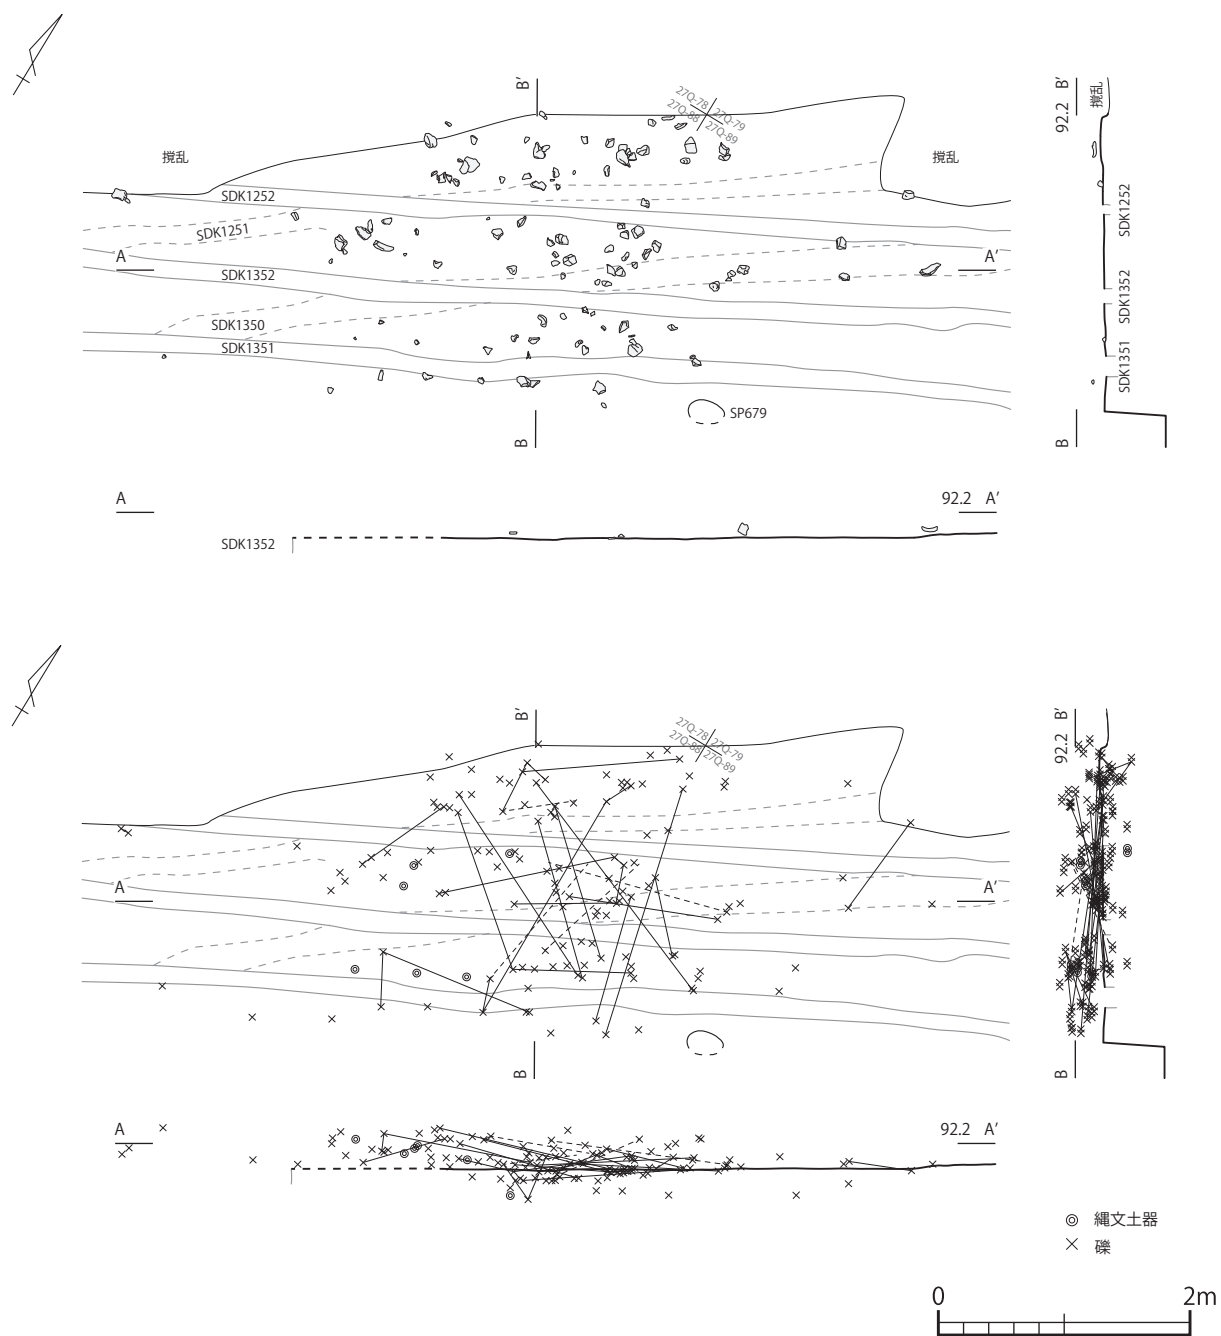 B'
27Q-78
27Q-79
27Q-88
27Q-89
撹乱
撹乱
SDK1252
SDK1251
A
A'
SDK1352
SDK1350
SDK1351
SP679
B
92.2 B'
撹乱
SDK1252
SDK1352
SDK1351
B
A
92.2 A'
SDK1352
B'
27Q-78
27Q-79
27Q-88
27Q-89
A
A'
B
92.2 B'
B
A
92.2 A'
縄文土器
礫
0
2m